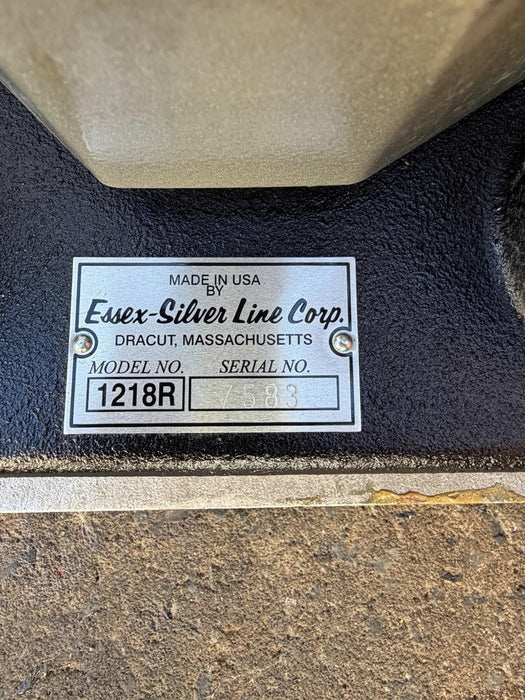 MADE IN USA
BY
Essex-Silver Line Corp.
DRACUT, MASSACHUSETTS
MODEL NO. SERIAL NO.
1218R 7583